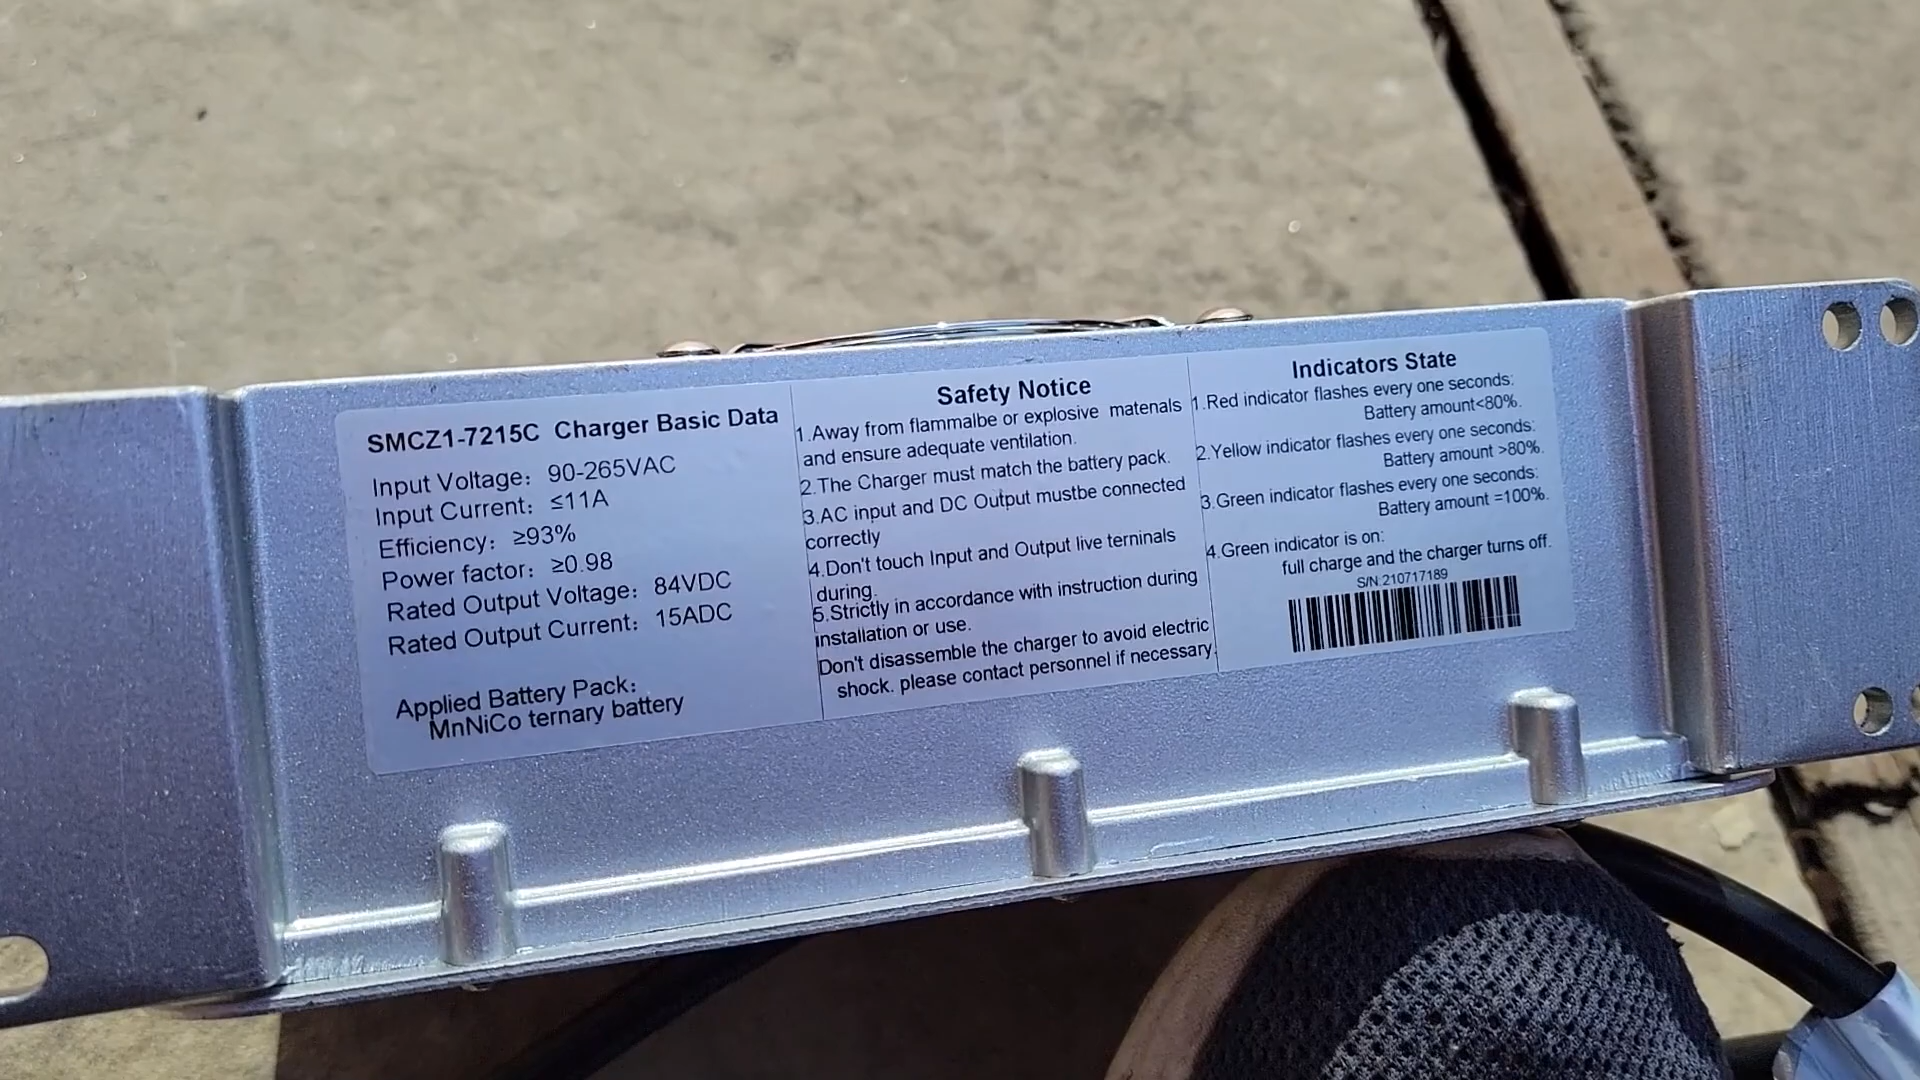 SMCZ1-7215C Charger Basic Data
Input Voltage: 90-265VAC
Input Current: ≤11A
Efficiency: ≥93%
Power factor: ≥0.98
Rated Output Voltage: 84VDC
Rated Output Current: 15ADC
Applied Battery Pack:
MnNiCo ternary battery
Safety Notice
1.Away from flammalbe or explosive matenals
and ensure adequate ventilation.
2.The Charger must match the battery pack.
3.AC input and DC Output mustbe connected
correctly
4.Don't touch Input and Output live terninals
during.
5.Strictly in accordance with instruction during
installation or use.
Don't disassemble the charger to avoid electric
shock. please contact personnel if necessary.
Indicators State
1.Red indicator flashes every one seconds:
Battery amount<80%.
2.Yellow indicator flashes every one seconds:
Battery amount >80%.
3.Green indicator flashes every one seconds:
Battery amount =100%.
4.Green indicator is on:
full charge and the charger turns off.
S/N:210717189